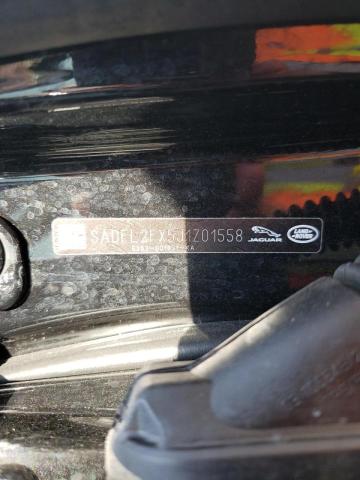 SADFL2FX5J1Z01558
JAGUAR
LAND-
ROVER